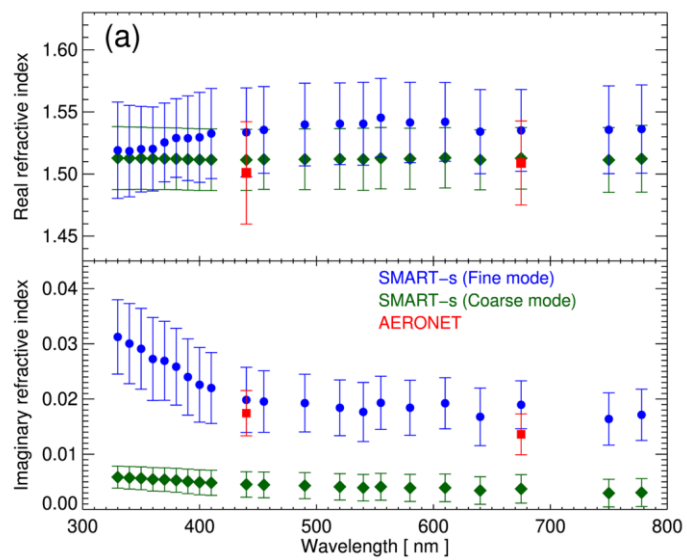 (a)
Real refractive index
1.60
1.55
1.50
1.45
Imaginary refractive index
0.04
0.03
0.02
0.01
0.00
SMART-s (Fine mode)
SMART-s (Coarse mode)
AERONET
300
400
500
600
700
800
Wavelength [ nm ]